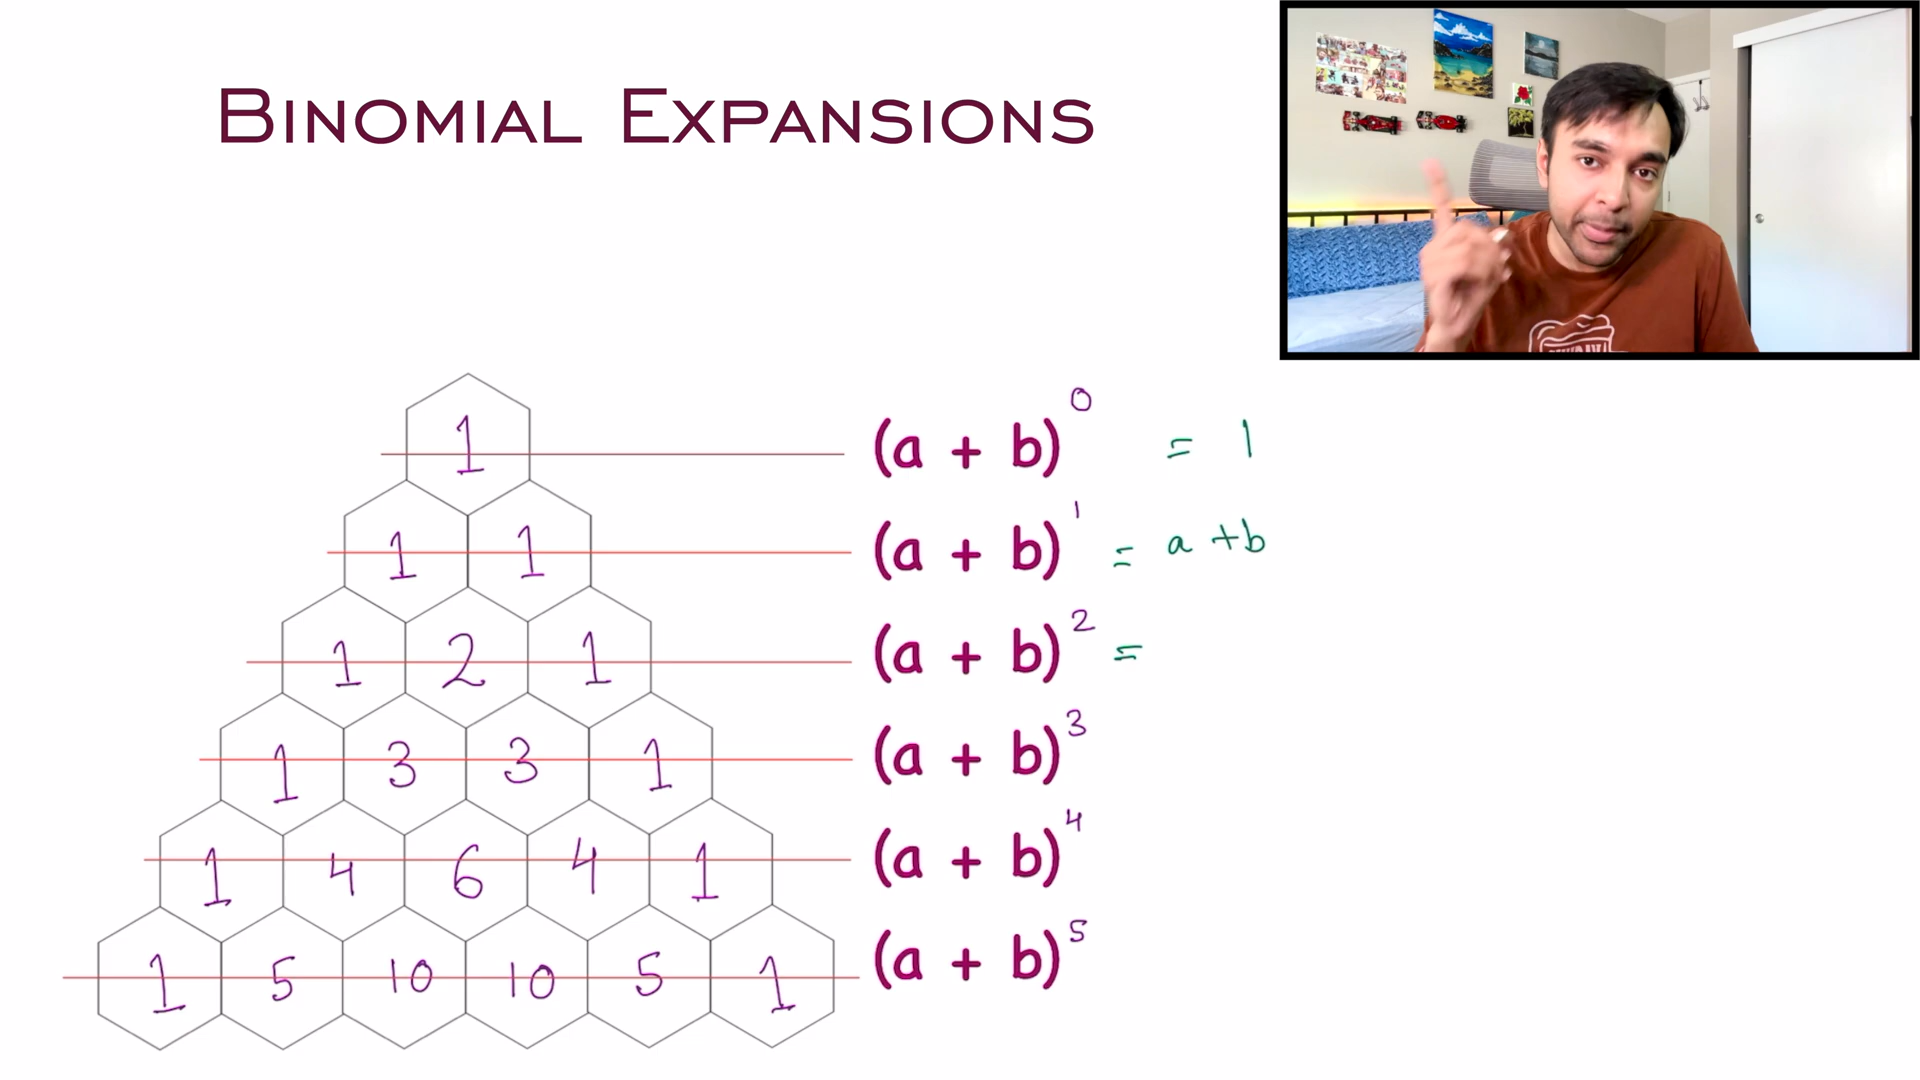 BINOMIAL EXPANSIONS
1 (a + b)^0 = 1
1 1 (a + b)^1 = a + b
1 2 1 (a + b)^2 =
1 3 3 1 (a + b)^3
1 4 6 4 1 (a + b)^4
1 5 10 10 5 1 (a + b)^5